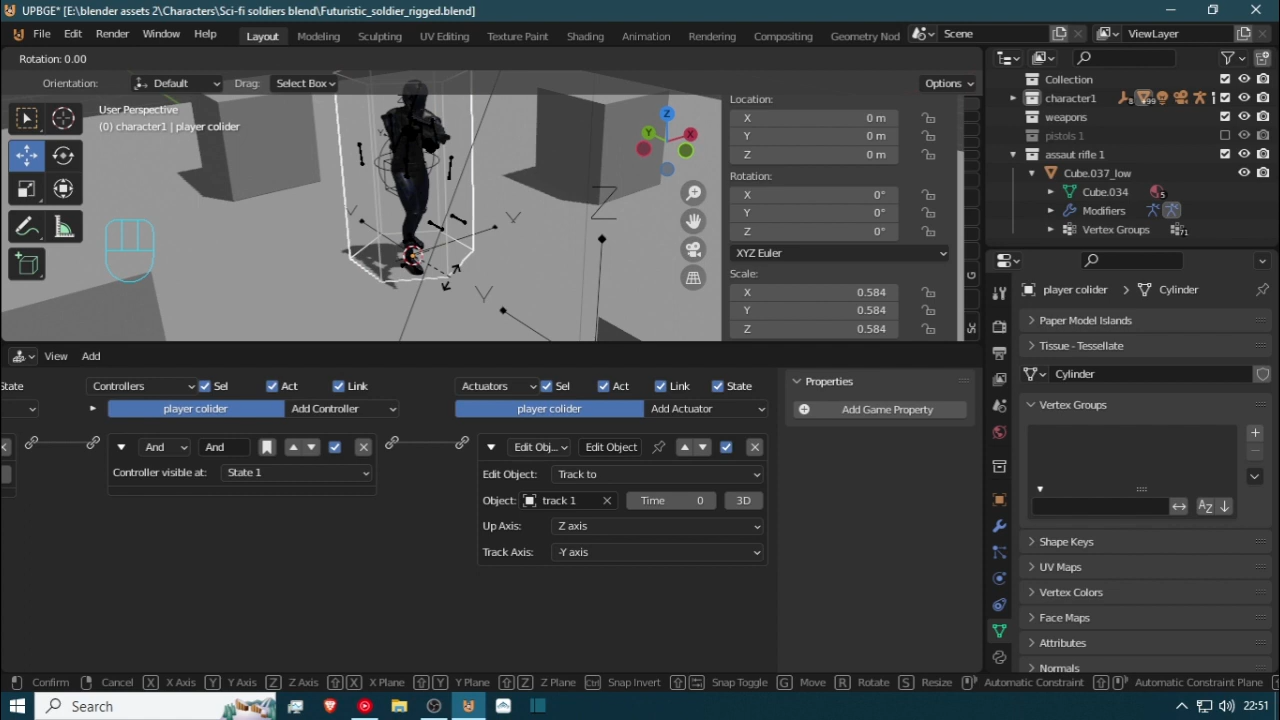 UPBGE* [E:\blender assets 2\Characters\Sci-fi soldiers blend\Futuristic_soldier_rigged.blend]
File Edit Render Window Help Layout Modeling Sculpting UV Editing Texture Paint Shading Animation Rendering Compositing Geometry Nod Scene ViewLayer
Rotation: 0.00
Orientation: Default Drag: Select Box Options
User Perspective
(0) character1 | player colider
Z
Y
X
Y
Y
Z
Y
Location:
X 0 m
Y 0 m
Z 0 m
Rotation:
X 0°
Y 0°
Z 0°
XYZ Euler
Scale:
X 0.584
Y 0.584
Z 0.584
G
Sc
Collection
character1 8 99
weapons
pistols 1
assaut rifle 1
Cube.037_low
Cube.034 5
Modifiers
Vertex Groups 71
player colider Cylinder
Paper Model Islands
Tissue - Tessellate
Cylinder
Vertex Groups
AZ
Shape Keys
UV Maps
Vertex Colors
Face Maps
Attributes
Normals
View Add
State Controllers Sel Act Link Actuators Sel Act Link State
player colider Add Controller player colider Add Actuator
And And Edit Obj... Edit Object
Controller visible at: State 1 Edit Object: Track to
Object: track 1 Time 0 3D
Up Axis: Z axis
Track Axis: -Y axis
Properties
Add Game Property
Confirm Cancel X X Axis Y Y Axis Z Z Axis X X Plane Y Y Plane Z Z Plane Ctrl Snap Invert Snap Toggle G Move R Rotate S Resize Automatic Constraint Automatic Constraint Plane
Search 22:51